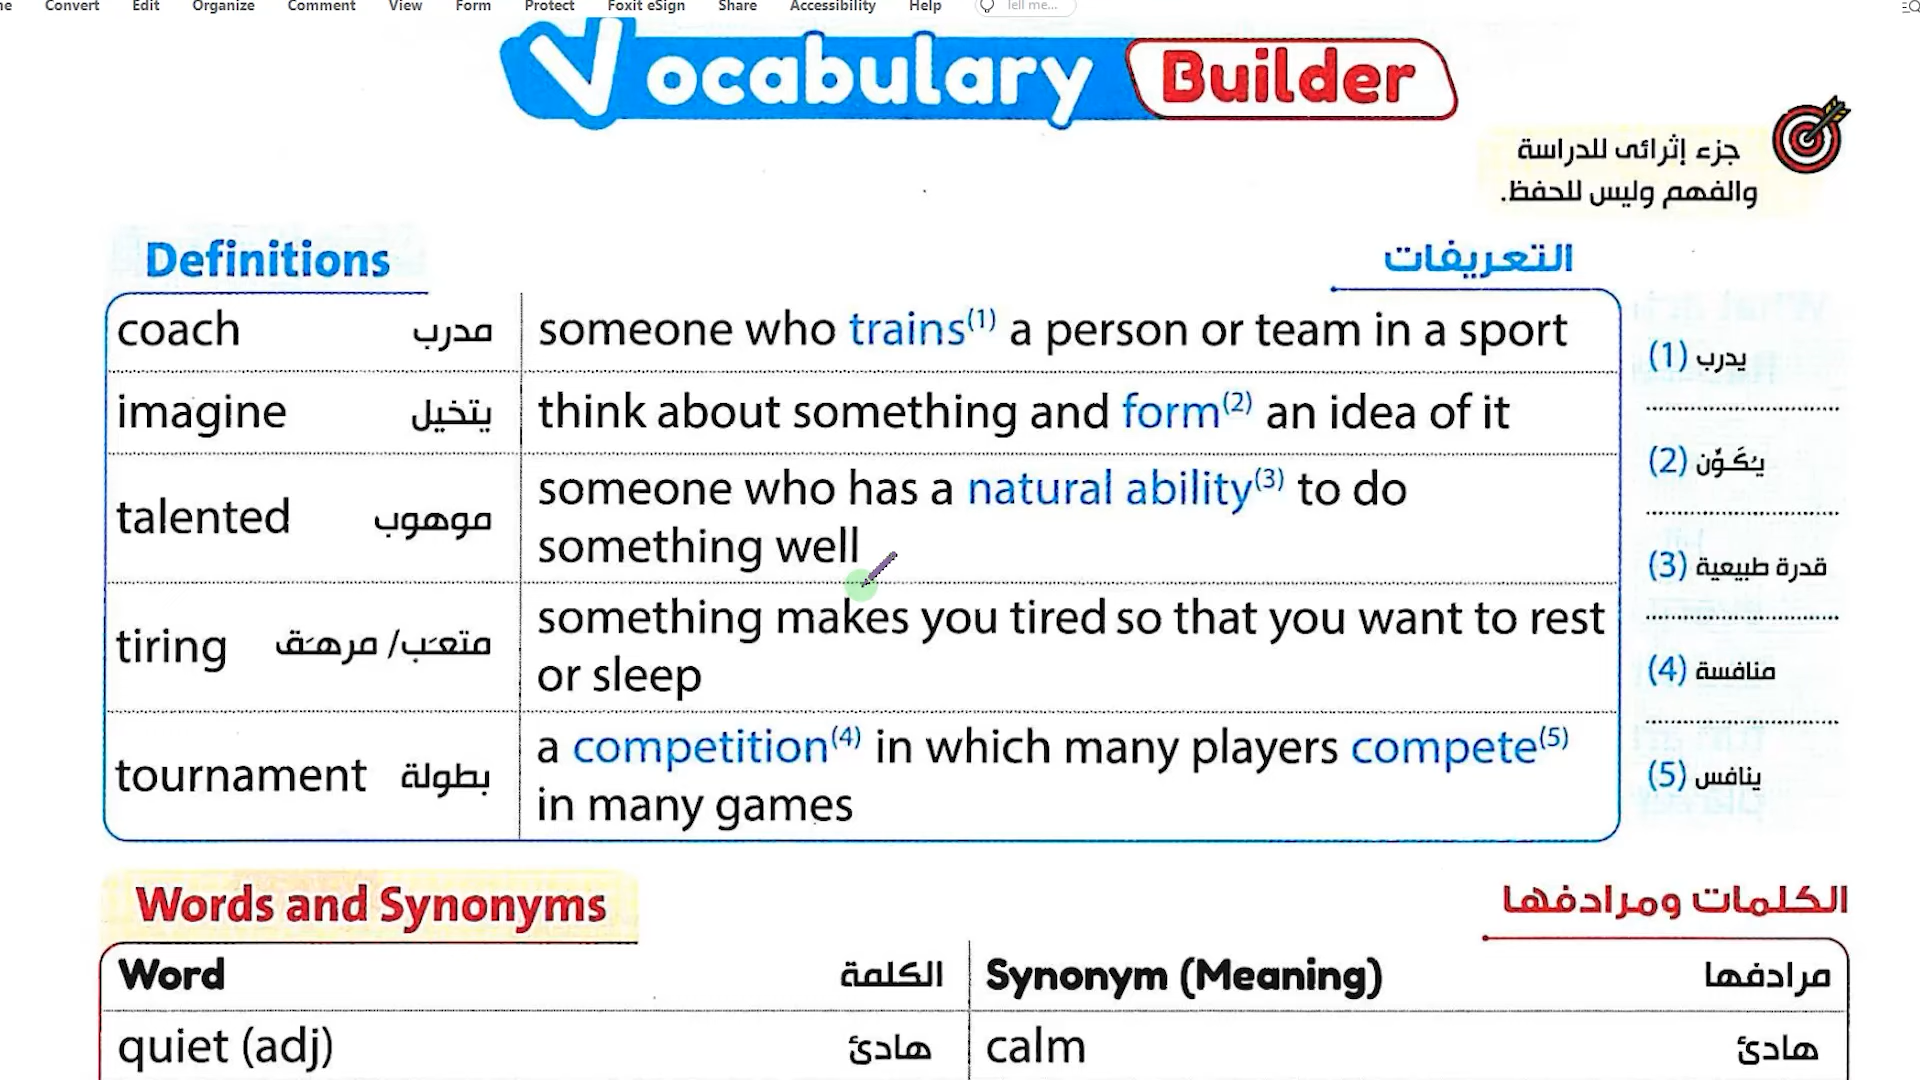 Convert Edit Organize Comment View Form Protect Foxit eSign Share Accessibility Help Tell me...
Vocabulary Builder
جزء إثرائى للدراسة
والفهم وليس للحفظ.
Definitions التعريفات
coach مدرب someone who trains(1) a person or team in a sport
imagine يتخيل think about something and form(2) an idea of it
talented موهوب someone who has a natural ability(3) to do
something well
tiring متعَب/ مرهَق something makes you tired so that you want to rest
or sleep
tournament بطولة a competition(4) in which many players compete(5)
in many games
(1) يدرب
(2) يُكَوِّن
(3) قدرة طبيعية
(4) منافسة
(5) ينافس
Words and Synonyms الكلمات ومرادفها
Word الكلمة Synonym (Meaning) مرادفها
quiet (adj) هادئ calm هادئ